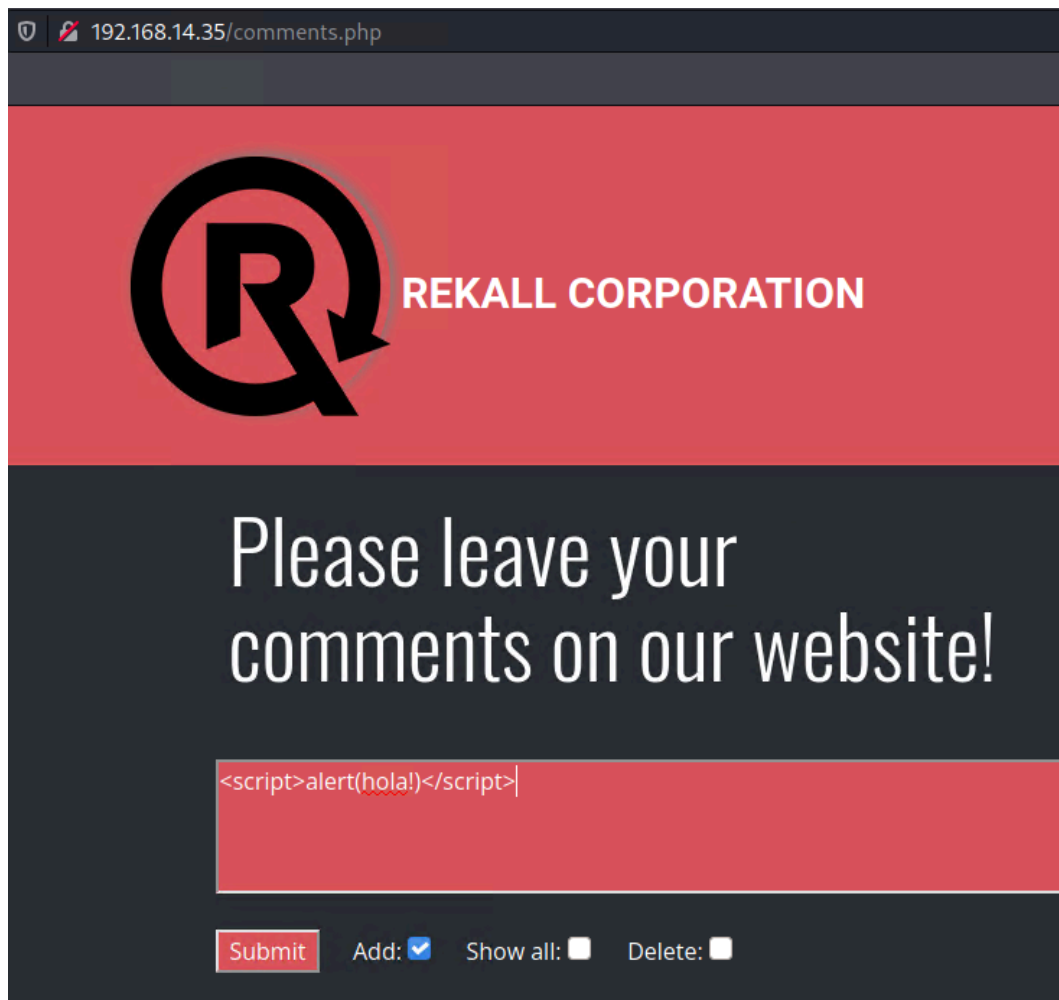 192.168.14.35/comments.php
R
REKALL CORPORATION
Please leave your
comments on our website!
<script>alert(hola!)</script>
Submit Add: Show all: Delete: